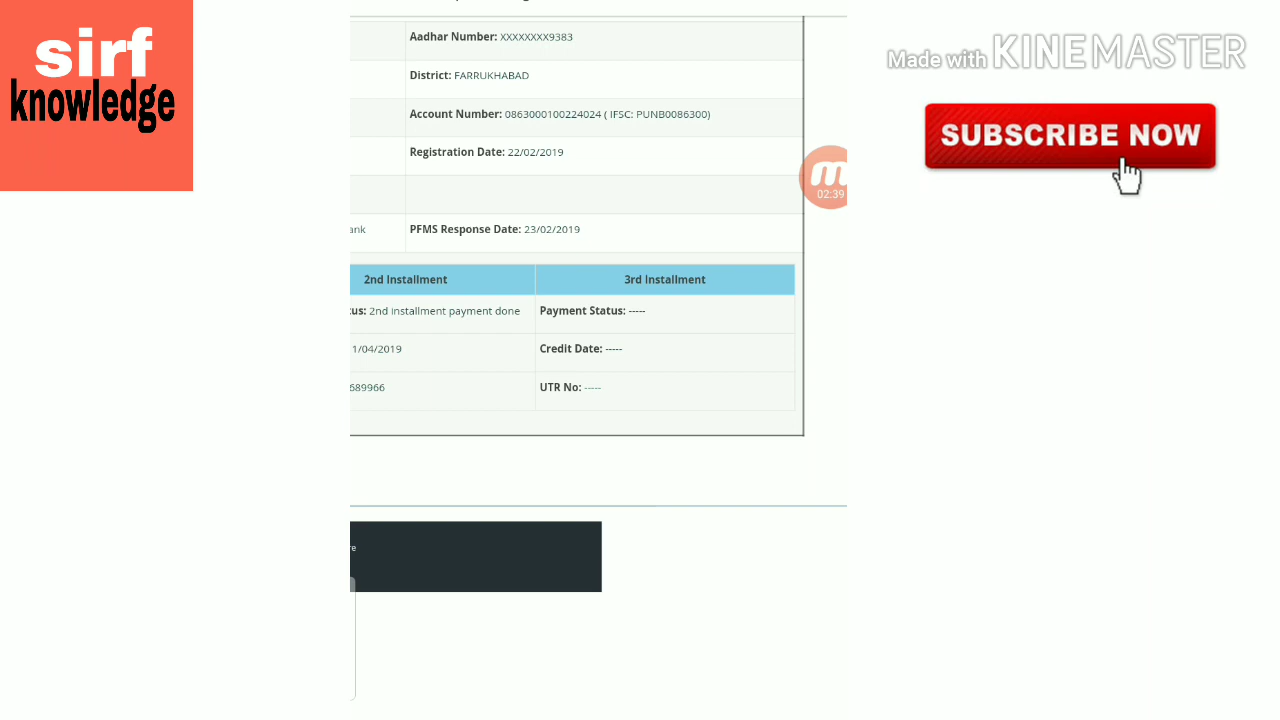 sirf
knowledge
Made with KINEMASTER
SUBSCRIBE NOW
Aadhar Number: XXXXXXXX9383
District: FARRUKHABAD
Account Number: 0863000100224024 ( IFSC: PUNB0086300)
Registration Date: 22/02/2019
02:39
ank
PFMS Response Date: 23/02/2019
2nd Installment
3rd Installment
us: 2nd installment payment done
Payment Status: -----
1/04/2019
Credit Date: -----
689966
UTR No: -----
re